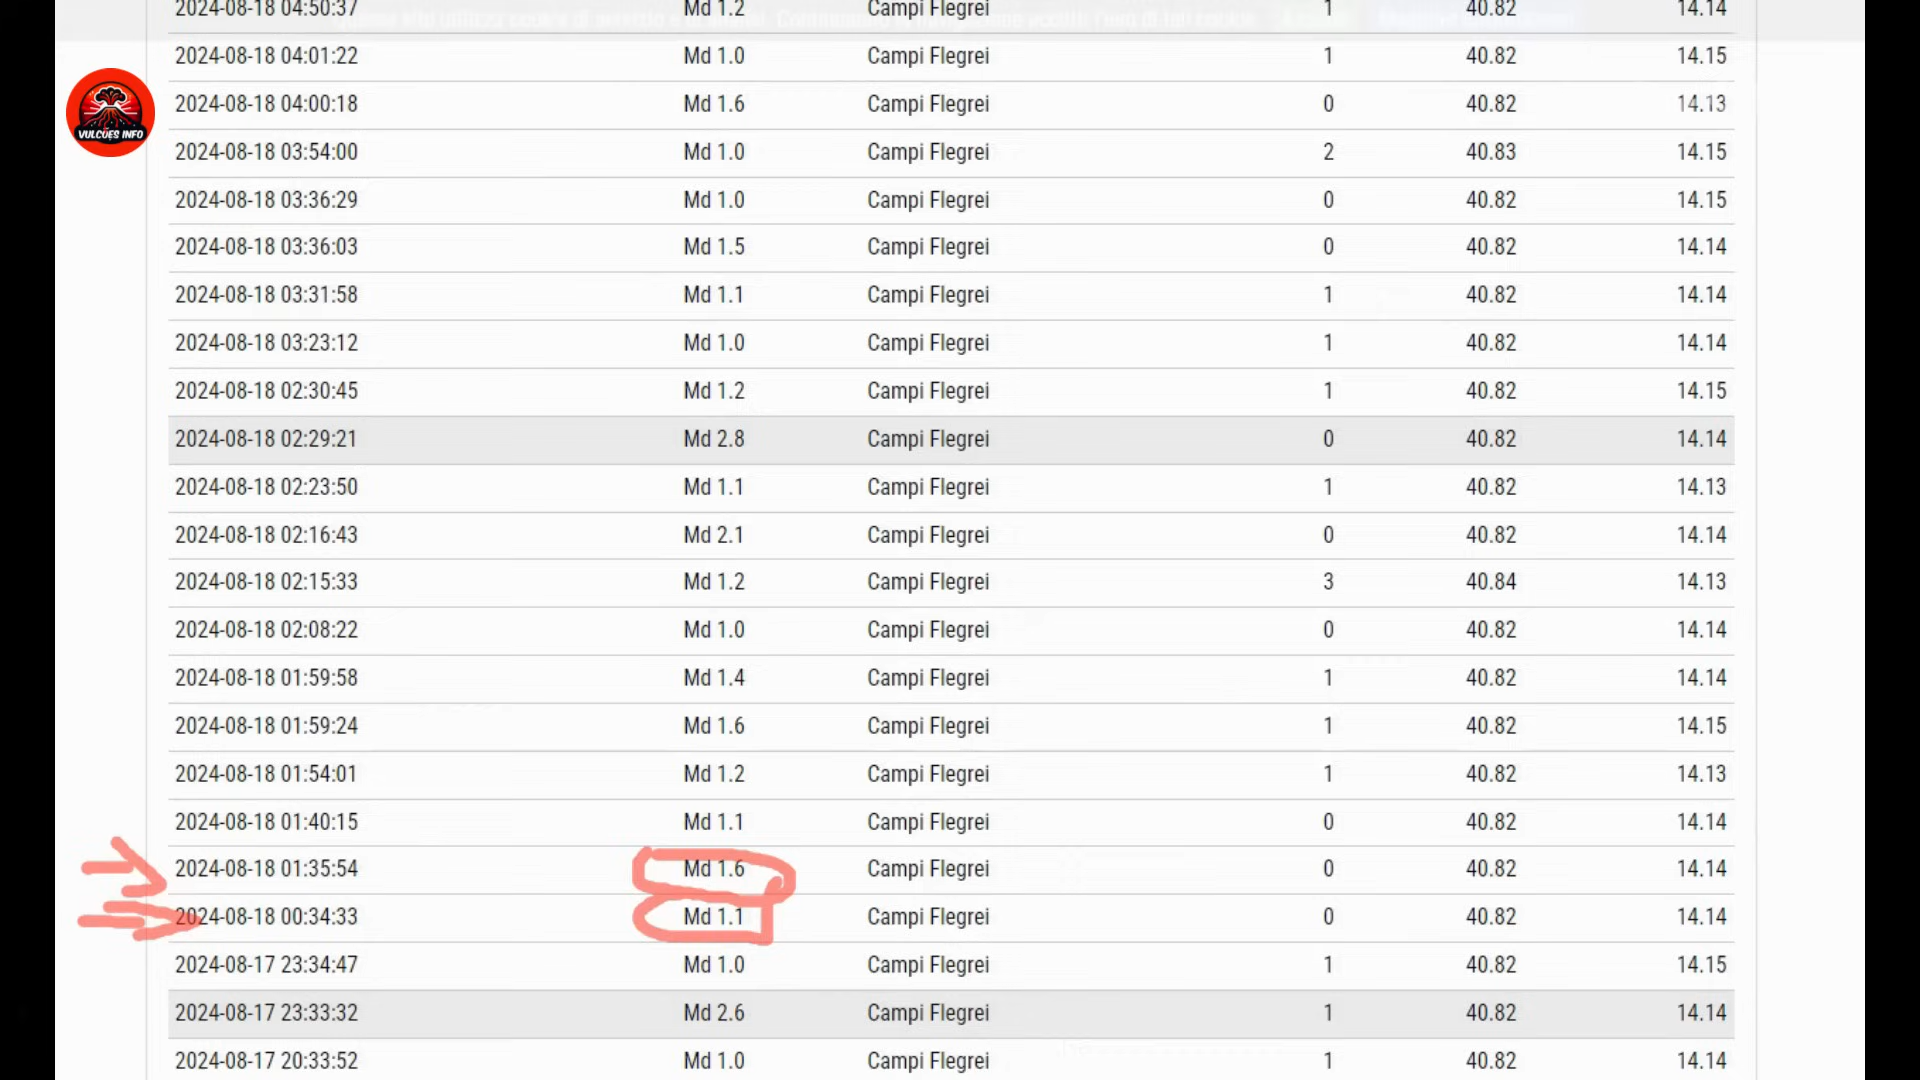 2024-08-18 04:50:37 Md 1.2 Campi Flegrei 1 40.82 14.14
2024-08-18 04:01:22 Md 1.0 Campi Flegrei 1 40.82 14.15
2024-08-18 04:00:18 Md 1.6 Campi Flegrei 0 40.82 14.13
VULCÕES INFO
2024-08-18 03:54:00 Md 1.0 Campi Flegrei 2 40.83 14.15
2024-08-18 03:36:29 Md 1.0 Campi Flegrei 0 40.82 14.15
2024-08-18 03:36:03 Md 1.5 Campi Flegrei 0 40.82 14.14
2024-08-18 03:31:58 Md 1.1 Campi Flegrei 1 40.82 14.14
2024-08-18 03:23:12 Md 1.0 Campi Flegrei 1 40.82 14.14
2024-08-18 02:30:45 Md 1.2 Campi Flegrei 1 40.82 14.15
2024-08-18 02:29:21 Md 2.8 Campi Flegrei 0 40.82 14.14
2024-08-18 02:23:50 Md 1.1 Campi Flegrei 1 40.82 14.13
2024-08-18 02:16:43 Md 2.1 Campi Flegrei 0 40.82 14.14
2024-08-18 02:15:33 Md 1.2 Campi Flegrei 3 40.84 14.13
2024-08-18 02:08:22 Md 1.0 Campi Flegrei 0 40.82 14.14
2024-08-18 01:59:58 Md 1.4 Campi Flegrei 1 40.82 14.14
2024-08-18 01:59:24 Md 1.6 Campi Flegrei 1 40.82 14.15
2024-08-18 01:54:01 Md 1.2 Campi Flegrei 1 40.82 14.13
2024-08-18 01:40:15 Md 1.1 Campi Flegrei 0 40.82 14.14
2024-08-18 01:35:54 Md 1.6 Campi Flegrei 0 40.82 14.14
2024-08-18 00:34:33 Md 1.1 Campi Flegrei 0 40.82 14.14
2024-08-17 23:34:47 Md 1.0 Campi Flegrei 1 40.82 14.15
2024-08-17 23:33:32 Md 2.6 Campi Flegrei 1 40.82 14.14
2024-08-17 20:33:52 Md 1.0 Campi Flegrei 1 40.82 14.14